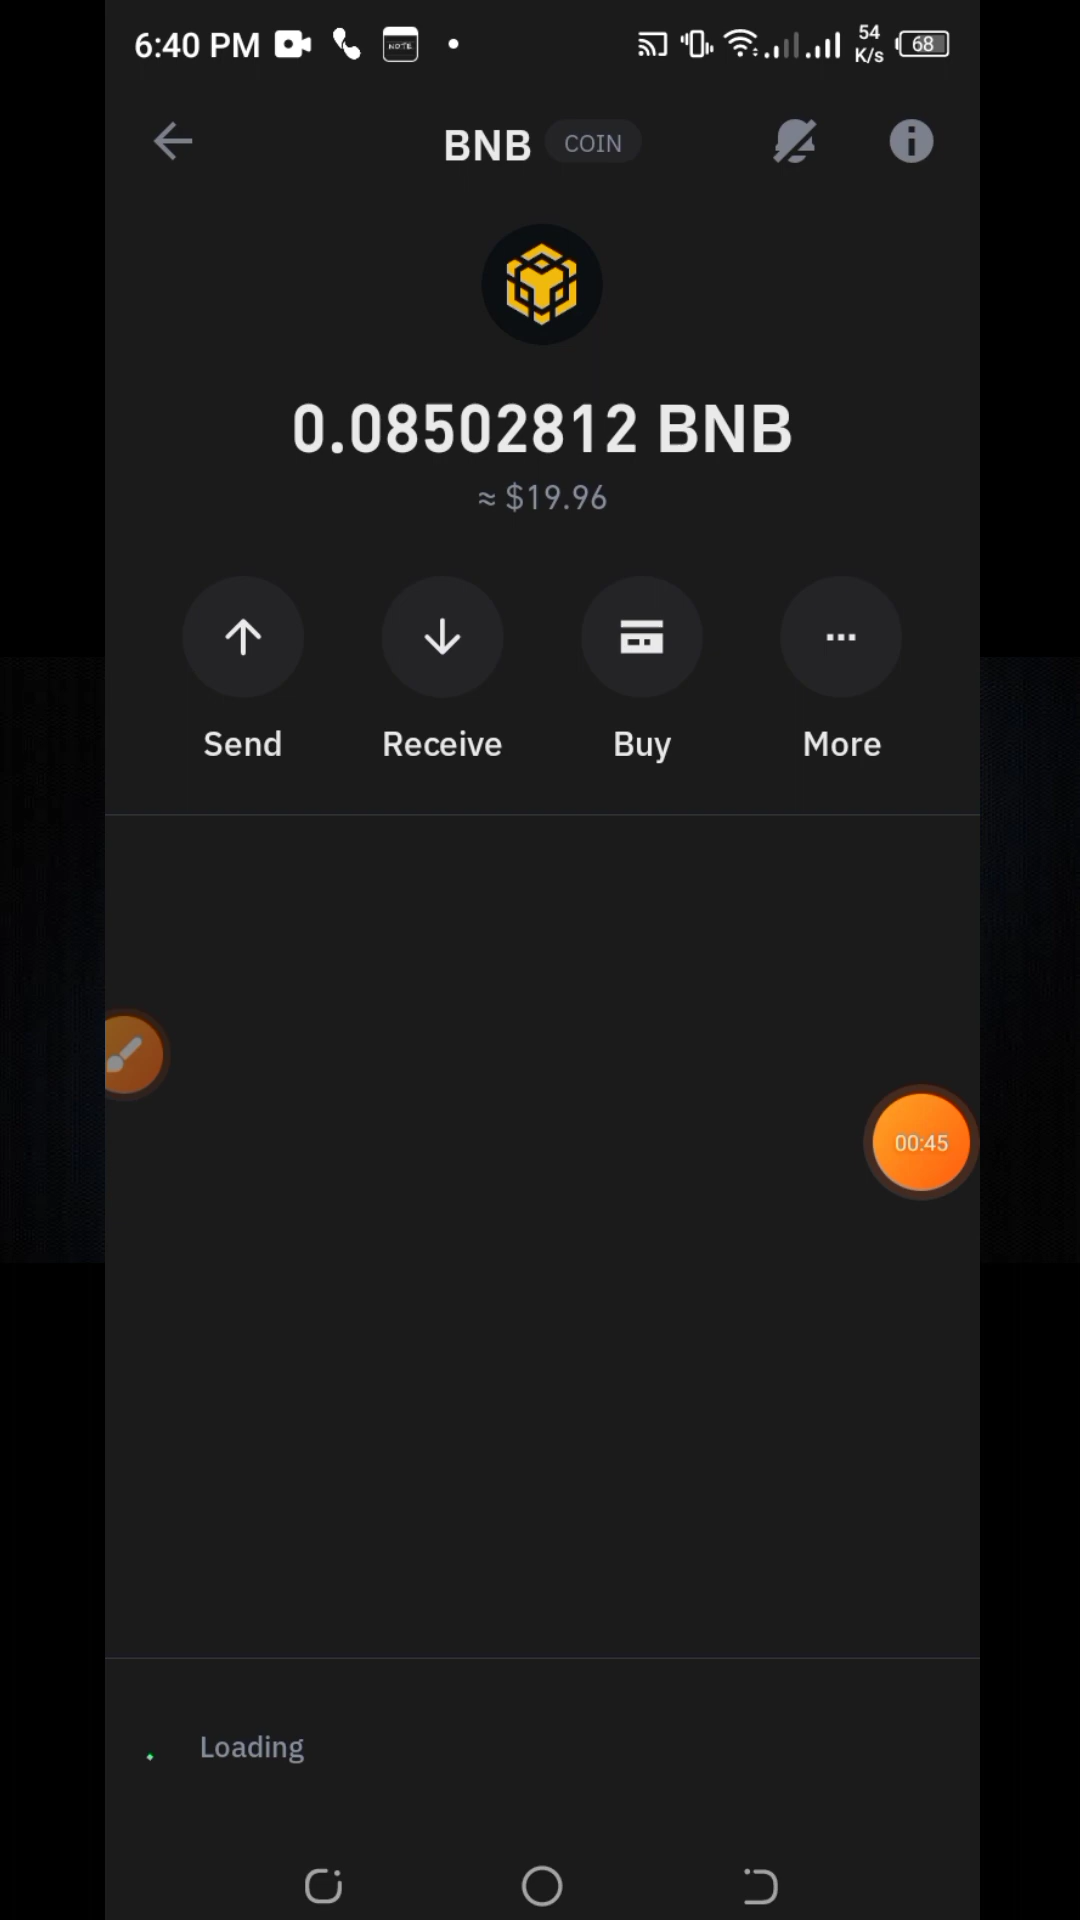 6:40 PM NOTE 54 K/s 68
BNB COIN
0.08502812 BNB
≈ $19.96
Send Receive Buy More
00:45
Loading